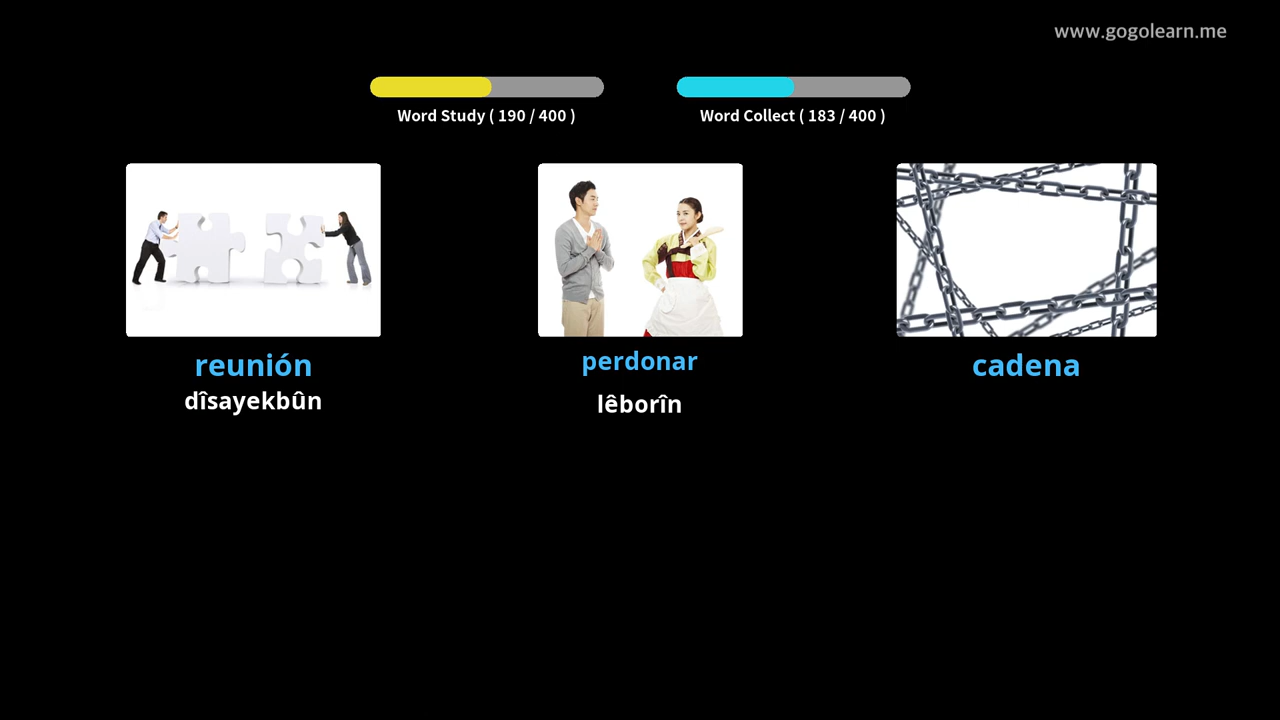 www.gogolearn.me
Word Study ( 190 / 400 )
Word Collect ( 183 / 400 )
reunión
dîsayekbûn
perdonar
lêborîn
cadena